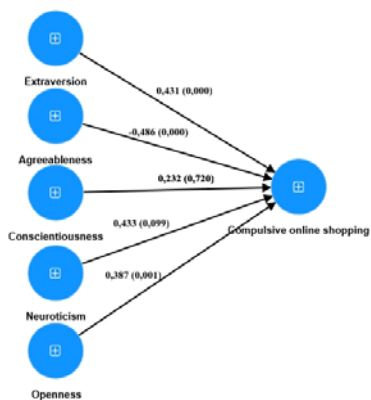 Extraversion
0,431 (0,000)
Agreeableness
-0,486 (0,000)
Conscientiousness
0,232 (0,720)
Compulsive online shopping
Neuroticism
0,433 (0,099)
Openness
0,387 (0,001)